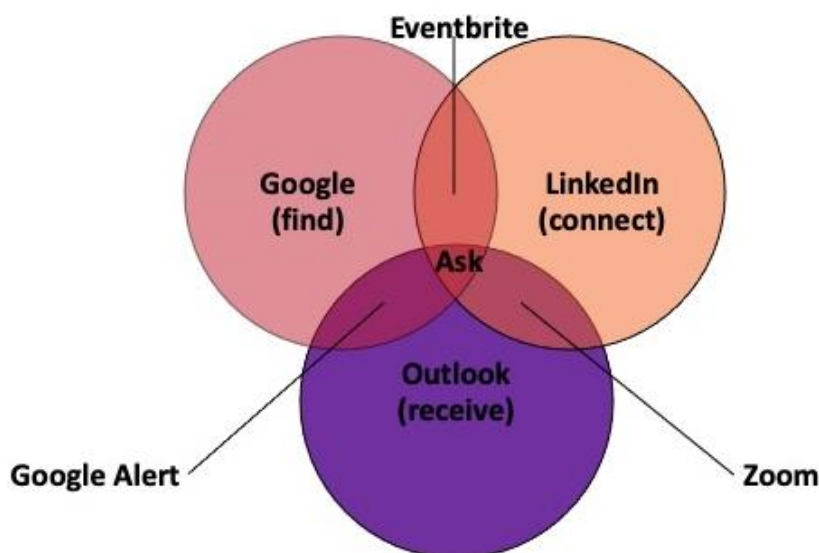 Eventbrite
Google
(find)
LinkedIn
(connect)
Ask
Outlook
(receive)
Google Alert
Zoom